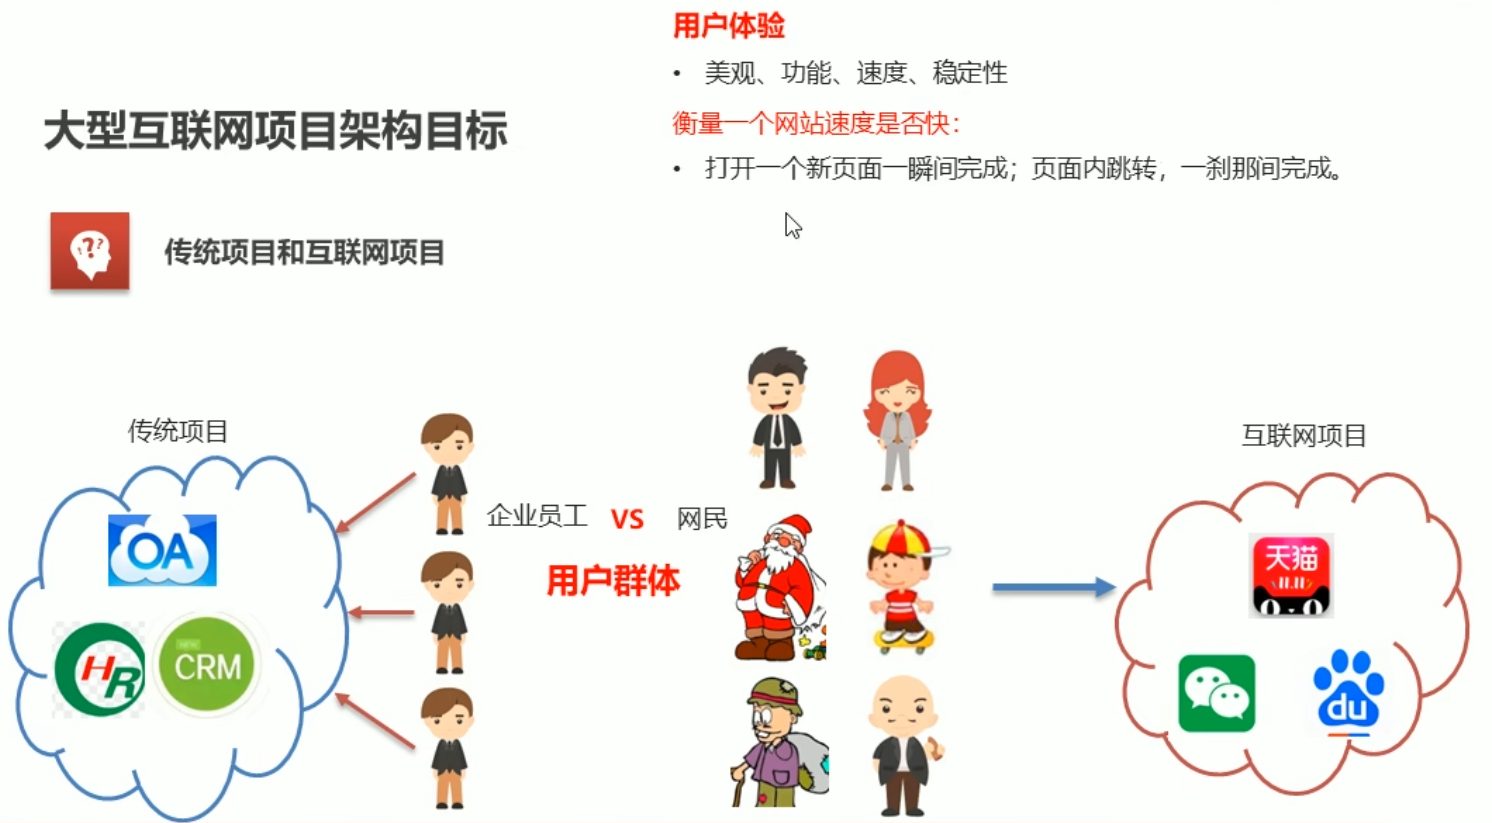 用户体验
• 美观、功能、速度、稳定性
大型互联网项目架构目标
衡量一个网站速度是否快：
• 打开一个新页面一瞬间完成；页面内跳转，一刹那间完成。
??
传统项目和互联网项目
传统项目
互联网项目
OA
HR
CRM
企业员工 VS 网民
用户群体
天猫
11.11
du